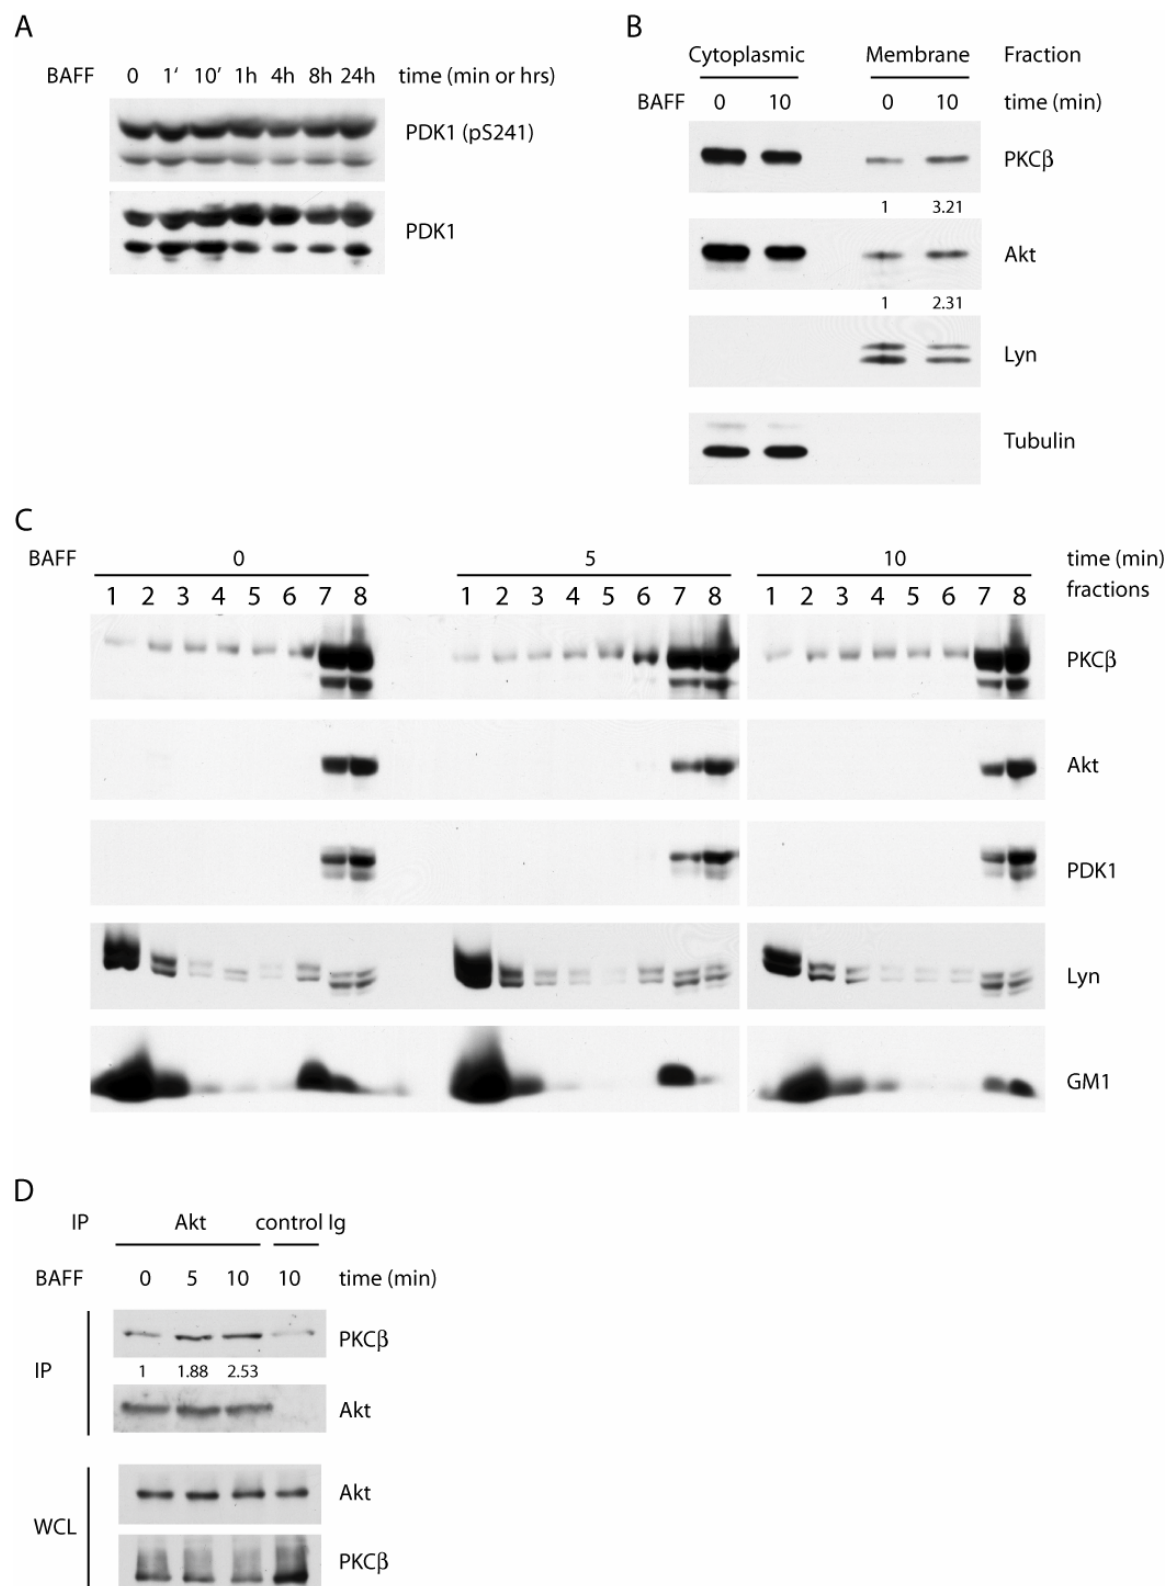 A
BAFF 0 1' 10' 1h 4h 8h 24h time (min or hrs)
PDK1 (pS241)
PDK1
B
Cytoplasmic Membrane Fraction
BAFF 0 10 0 10 time (min)
PKCβ
1 3.21
Akt
1 2.31
Lyn
Tubulin
C
BAFF 0 5 10 time (min)
1 2 3 4 5 6 7 8 1 2 3 4 5 6 7 8 1 2 3 4 5 6 7 8 fractions
PKCβ
Akt
PDK1
Lyn
GM1
D
IP Akt control Ig
BAFF 0 5 10 10 time (min)
IP
PKCβ
1 1.88 2.53
Akt
WCL
Akt
PKCβ